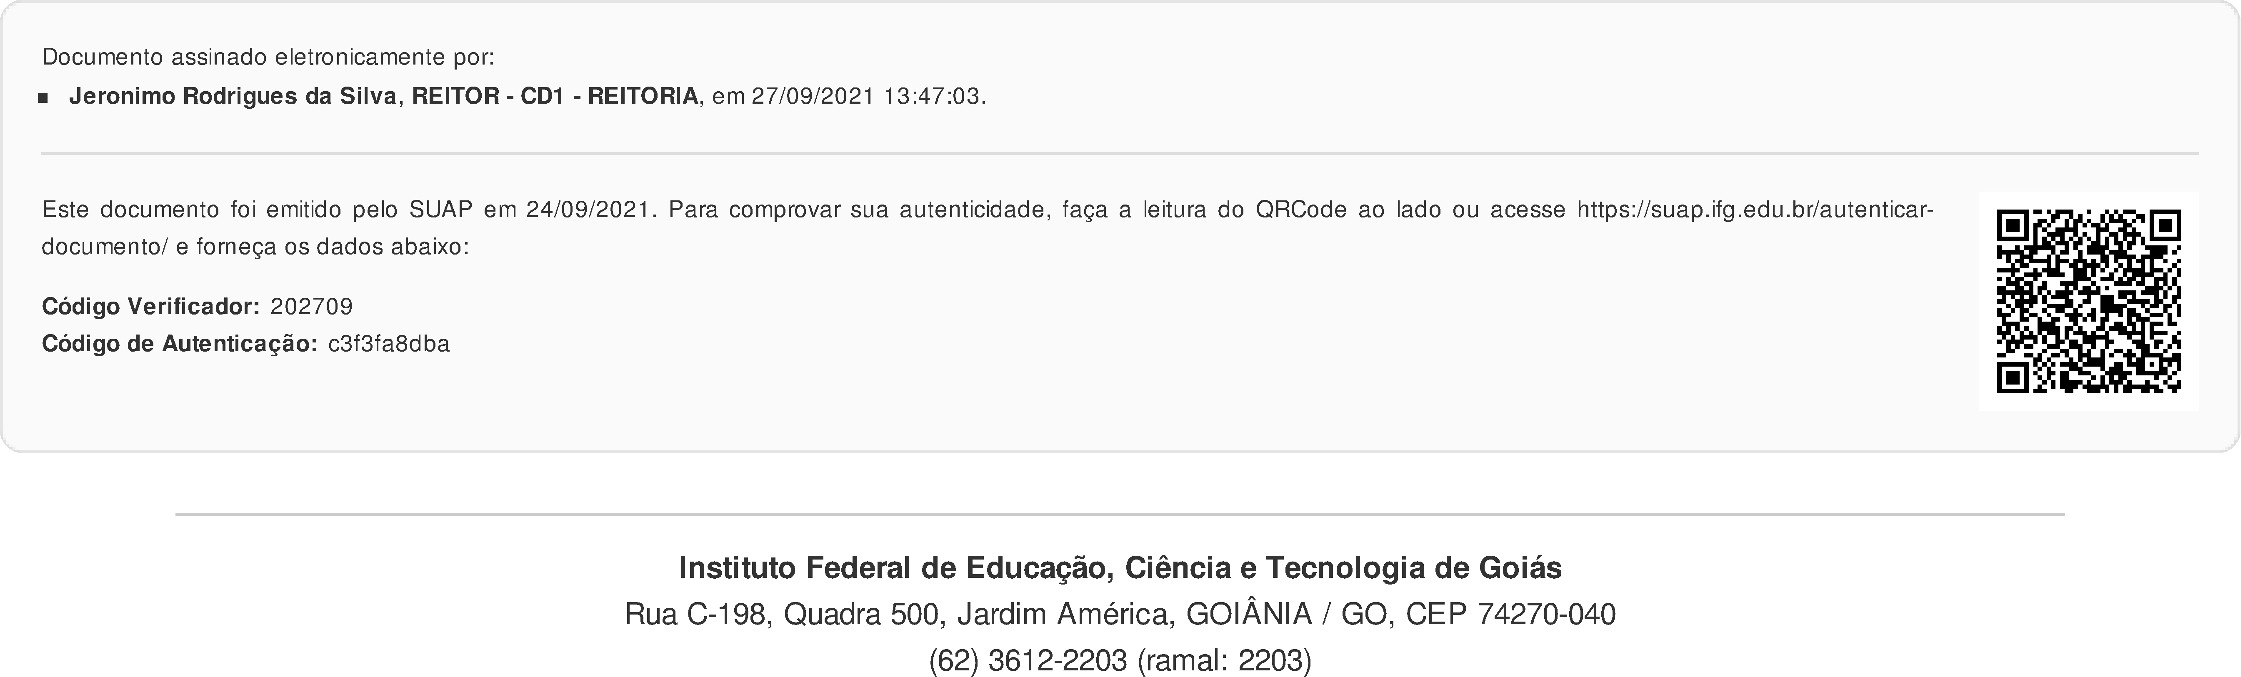 Documento assinado eletronicamente por:
■ Jeronimo Rodrigues da Silva, REITOR - CD1 - REITORIA, em 27/09/2021 13:47:03.
Este documento foi emitido pelo SUAP em 24/09/2021. Para comprovar sua autenticidade, faça a leitura do QRCode ao lado ou acesse https://suap.ifg.edu.br/autenticar-
documento/ e forneça os dados abaixo:
Código Verificador: 202709
Código de Autenticação: c3f3fa8dba
Instituto Federal de Educação, Ciência e Tecnologia de Goiás
Rua C-198, Quadra 500, Jardim América, GOIÂNIA / GO, CEP 74270-040
(62) 3612-2203 (ramal: 2203)